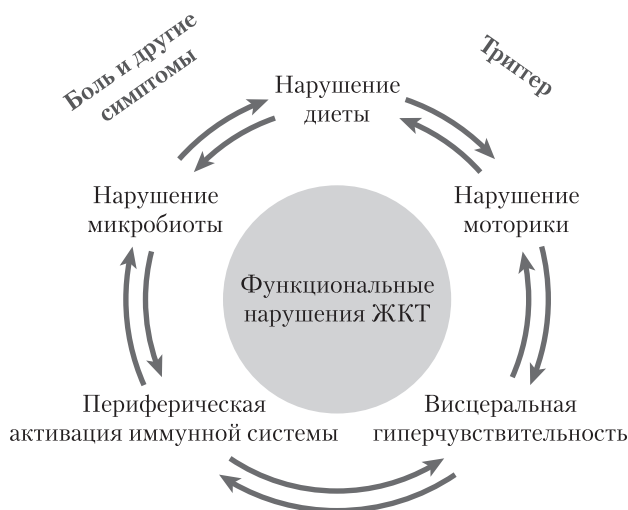 Боль и другие
симптомы
Триггер
Нарушение
диеты
Нарушение
микробиоты
Нарушение
моторики
Функциональные
нарушения ЖКТ
Периферическая
активация иммунной системы
Висцеральная
гиперчувствительность